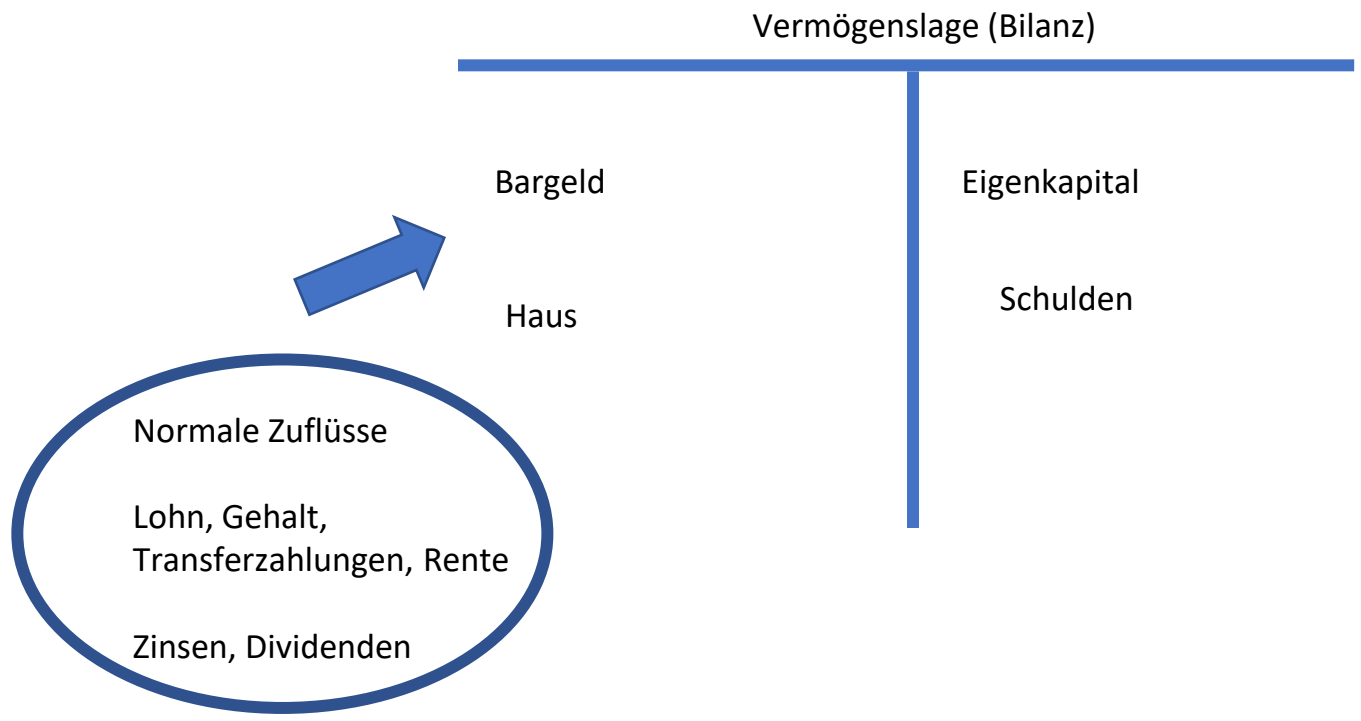 Vermögenslage (Bilanz)
Bargeld
Eigenkapital
Haus
Schulden
Normale Zuflüsse
Lohn, Gehalt,
Transferzahlungen, Rente
Zinsen, Dividenden